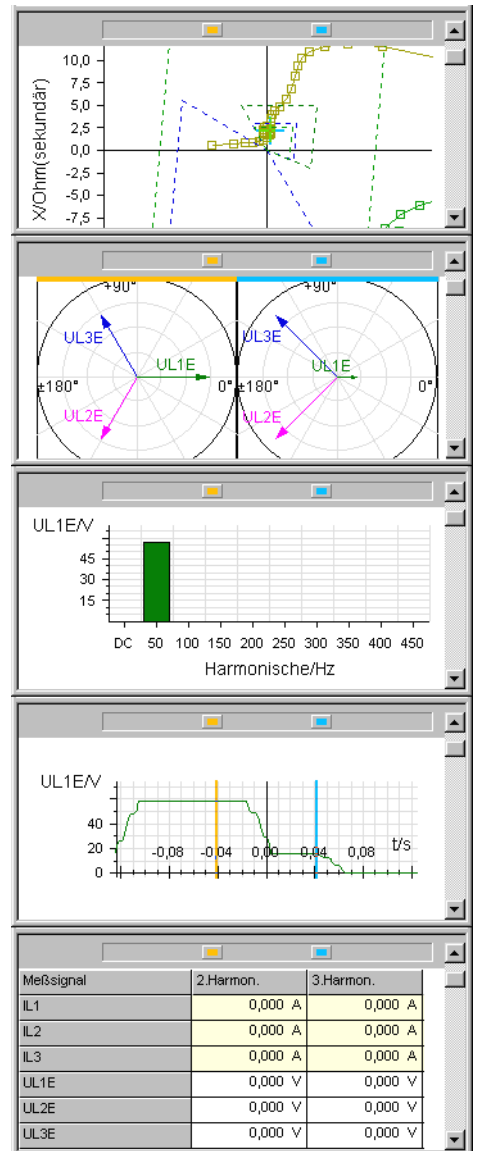 10,0
7,5
5,0
2,5
0,0
-2,5
-5,0
-7,5
X/Ohm(sekundär)
+90° +90°
UL3E UL3E
UL1E UL1E
±180° 0° ±180° 0°
UL2E UL2E
UL1E/V
45
30
15
DC 50 100 150 200 250 300 350 400 450
Harmonische/Hz
UL1E/V
40
20
0
-0,08 -0,04 0,00 0,04 0,08 t/s
Meßsignal 2.Harmon. 3.Harmon.
IL1 0,000 A 0,000 A
IL2 0,000 A 0,000 A
IL3 0,000 A 0,000 A
UL1E 0,000 V 0,000 V
UL2E 0,000 V 0,000 V
UL3E 0,000 V 0,000 V